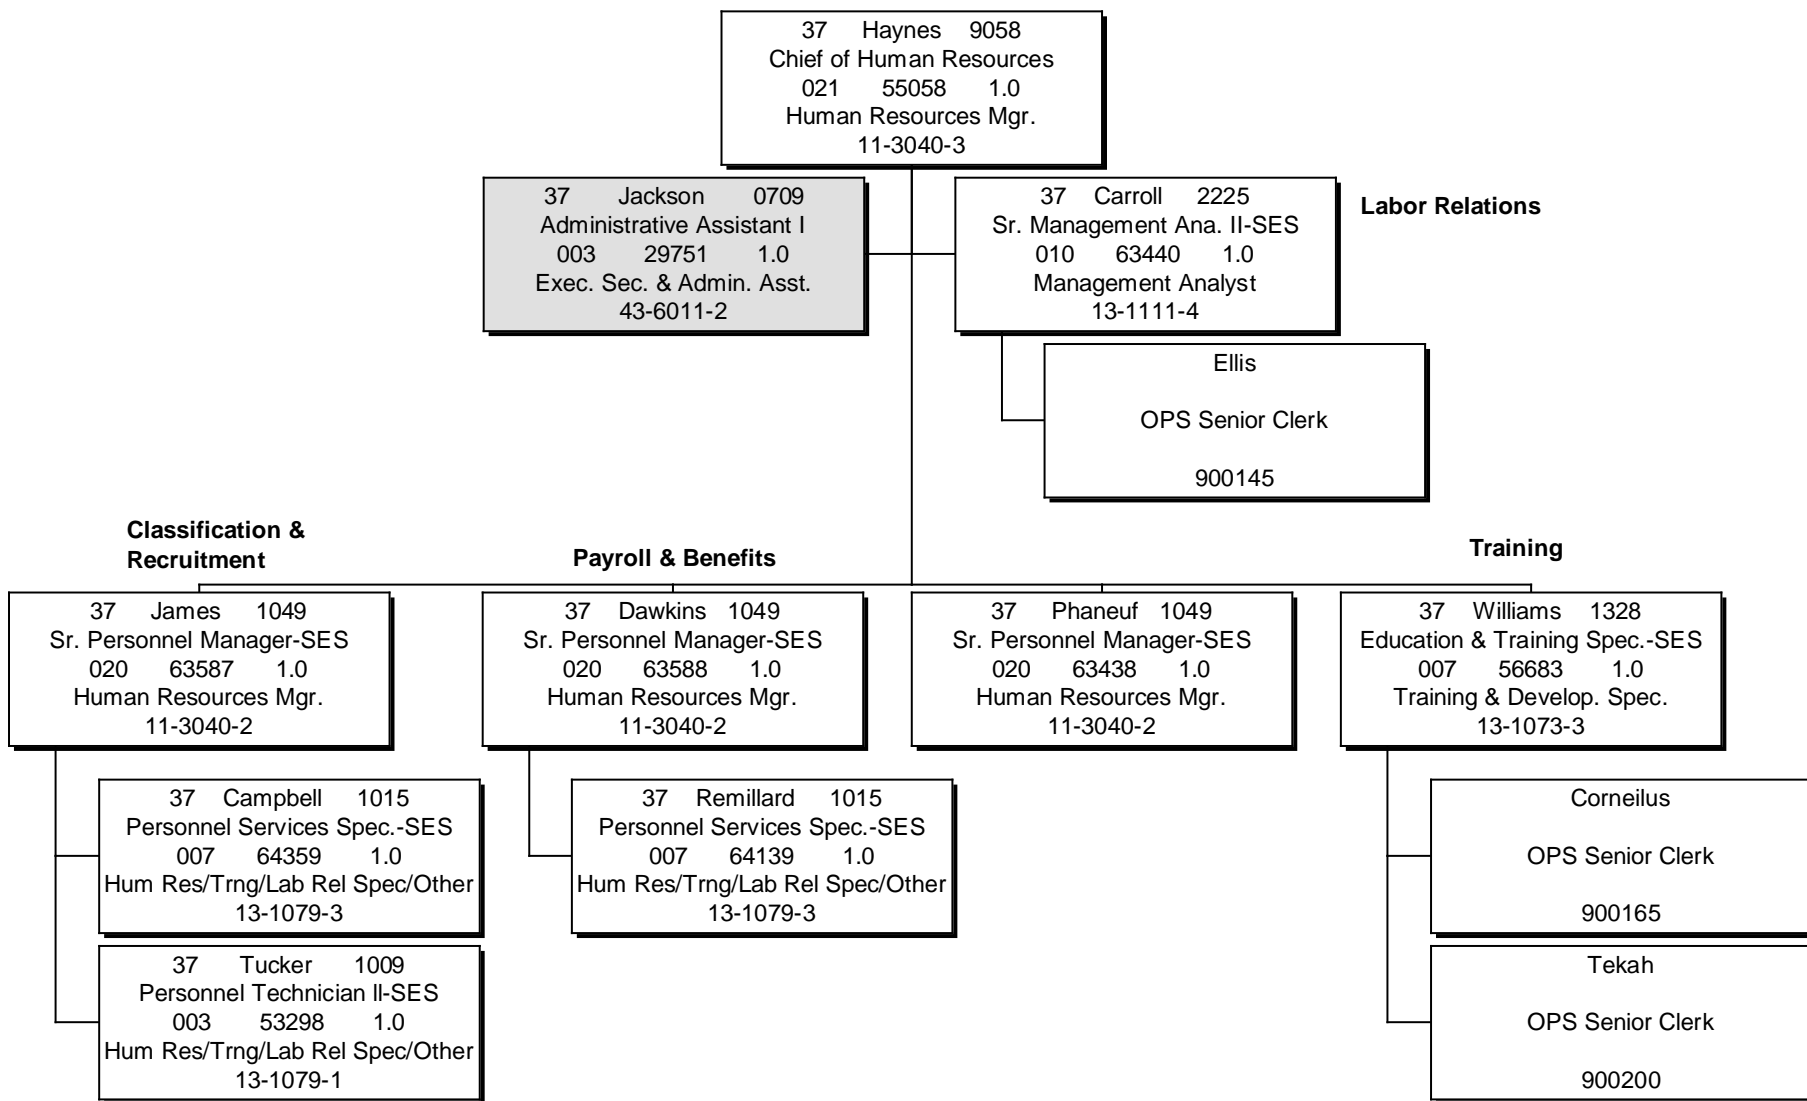 37 Haynes 9058
Chief of Human Resources
021 55058 1.0
Human Resources Mgr.
11-3040-3
37 Jackson 0709
Administrative Assistant I
003 29751 1.0
Exec. Sec. & Admin. Asst.
43-6011-2
37 Carroll 2225
Sr. Management Ana. II-SES
010 63440 1.0
Management Analyst
13-1111-4
Labor Relations
Ellis
OPS Senior Clerk
900145
Classification &
Recruitment
Payroll & Benefits
Training
37 James 1049
Sr. Personnel Manager-SES
020 63587 1.0
Human Resources Mgr.
11-3040-2
37 Dawkins 1049
Sr. Personnel Manager-SES
020 63588 1.0
Human Resources Mgr.
11-3040-2
37 Phaneuf 1049
Sr. Personnel Manager-SES
020 63438 1.0
Human Resources Mgr.
11-3040-2
37 Williams 1328
Education & Training Spec.-SES
007 56683 1.0
Training & Develop. Spec.
13-1073-3
37 Campbell 1015
Personnel Services Spec.-SES
007 64359 1.0
Hum Res/Trng/Lab Rel Spec/Other
13-1079-3
37 Tucker 1009
Personnel Technician II-SES
003 53298 1.0
Hum Res/Trng/Lab Rel Spec/Other
13-1079-1
37 Remillard 1015
Personnel Services Spec.-SES
007 64139 1.0
Hum Res/Trng/Lab Rel Spec/Other
13-1079-3
Corneilus
OPS Senior Clerk
900165
Tekah
OPS Senior Clerk
900200